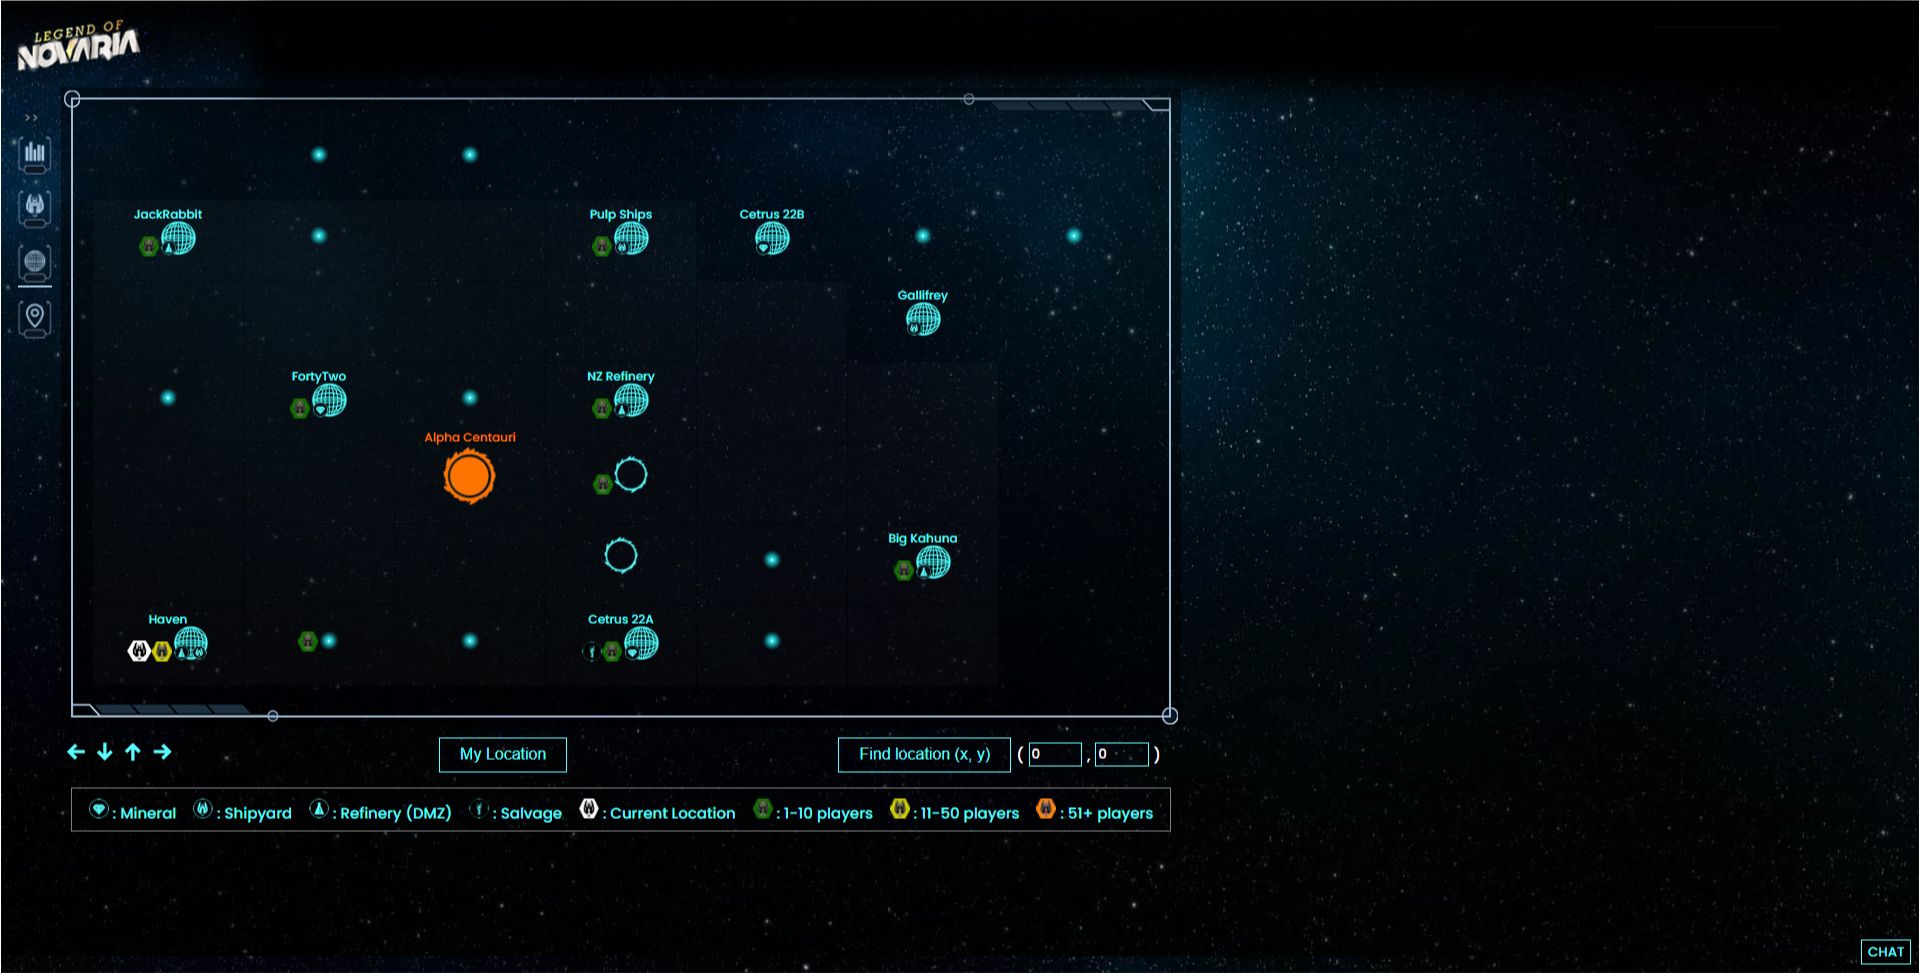 LEGEND OF
NOVARIA
>>
JackRabbit
Pulp Ships
Cetrus 22B
Gallifrey
FortyTwo
NZ Refinery
Alpha Centauri
Big Kahuna
Haven
Cetrus 22A
My Location
Find location (x, y) ( 0 , 0 )
: Mineral : Shipyard : Refinery (DMZ) : Salvage : Current Location : 1-10 players : 11-50 players : 51+ players
CHAT